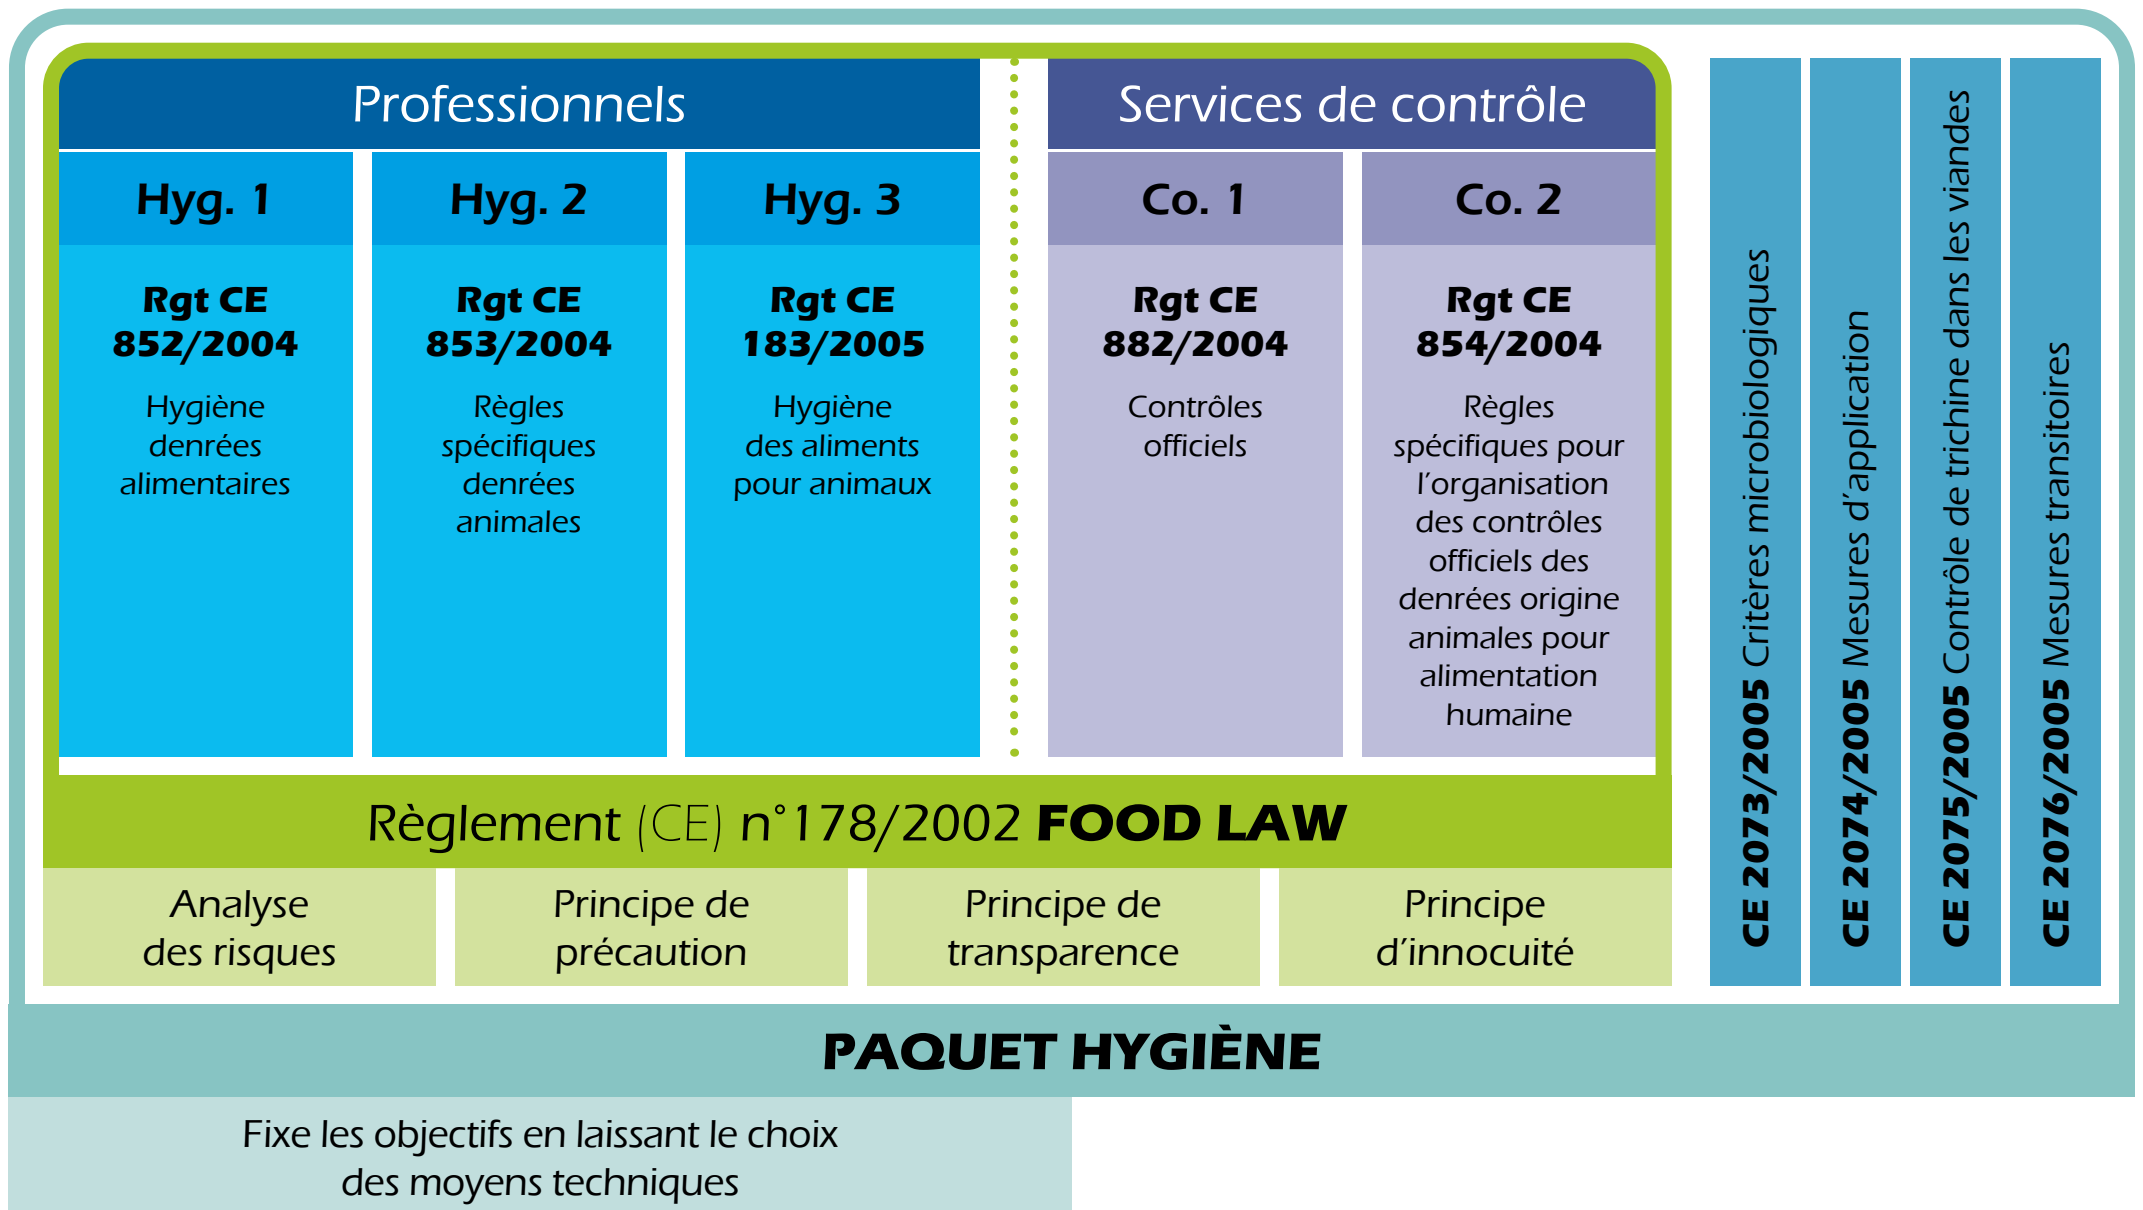 Professionnels
Hyg. 1
Rgt CE
852/2004
Hygiène
denrées
alimentaires
Hyg. 2
Rgt CE
853/2004
Règles
spécifiques
denrées
animales
Hyg. 3
Rgt CE
183/2005
Hygiène
des aliments
pour animaux
Services de contrôle
Co. 1
Rgt CE
882/2004
Contrôles
officiels
Co. 2
Rgt CE
854/2004
Règles
spécifiques pour
l'organisation
des contrôles
officiels des
denrées origine
animales pour
alimentation
humaine
CE 2073/2005 Critères microbiologiques
CE 2074/2005 Mesures d'application
CE 2075/2005 Contrôle de trichine dans les viandes
CE 2076/2005 Mesures transitoires
Règlement (CE) n°178/2002 FOOD LAW
Analyse
des risques
Principe de
précaution
Principe de
transparence
Principe
d'innocuité
PAQUET HYGIÈNE
Fixe les objectifs en laissant le choix
des moyens techniques